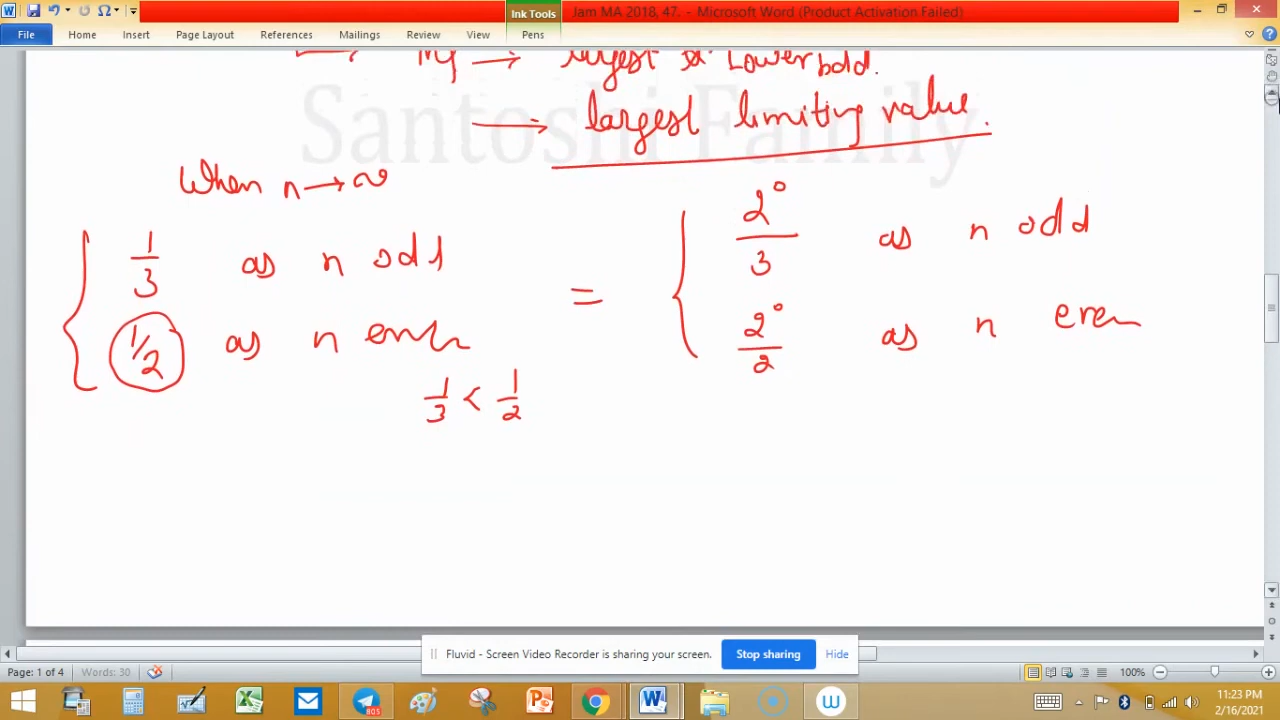 Ink Tools
Jam MA 2018, 47. - Microsoft Word (Product Activation Failed)
File Home Insert Page Layout References Mailings Review View Pens
Santoshi Family
→ largest Lower bdd.
→ largest limiting value.
When n → ∞
{ 1/3 as n odd
1/2 as n even
= { 2⁰/3 as n odd
2⁰/2 as n even
1/3 < 1/2
Fluvid - Screen Video Recorder is sharing your screen. Stop sharing Hide
Page: 1 of 4 Words: 30 100%
805
W
11:23 PM
2/16/2021